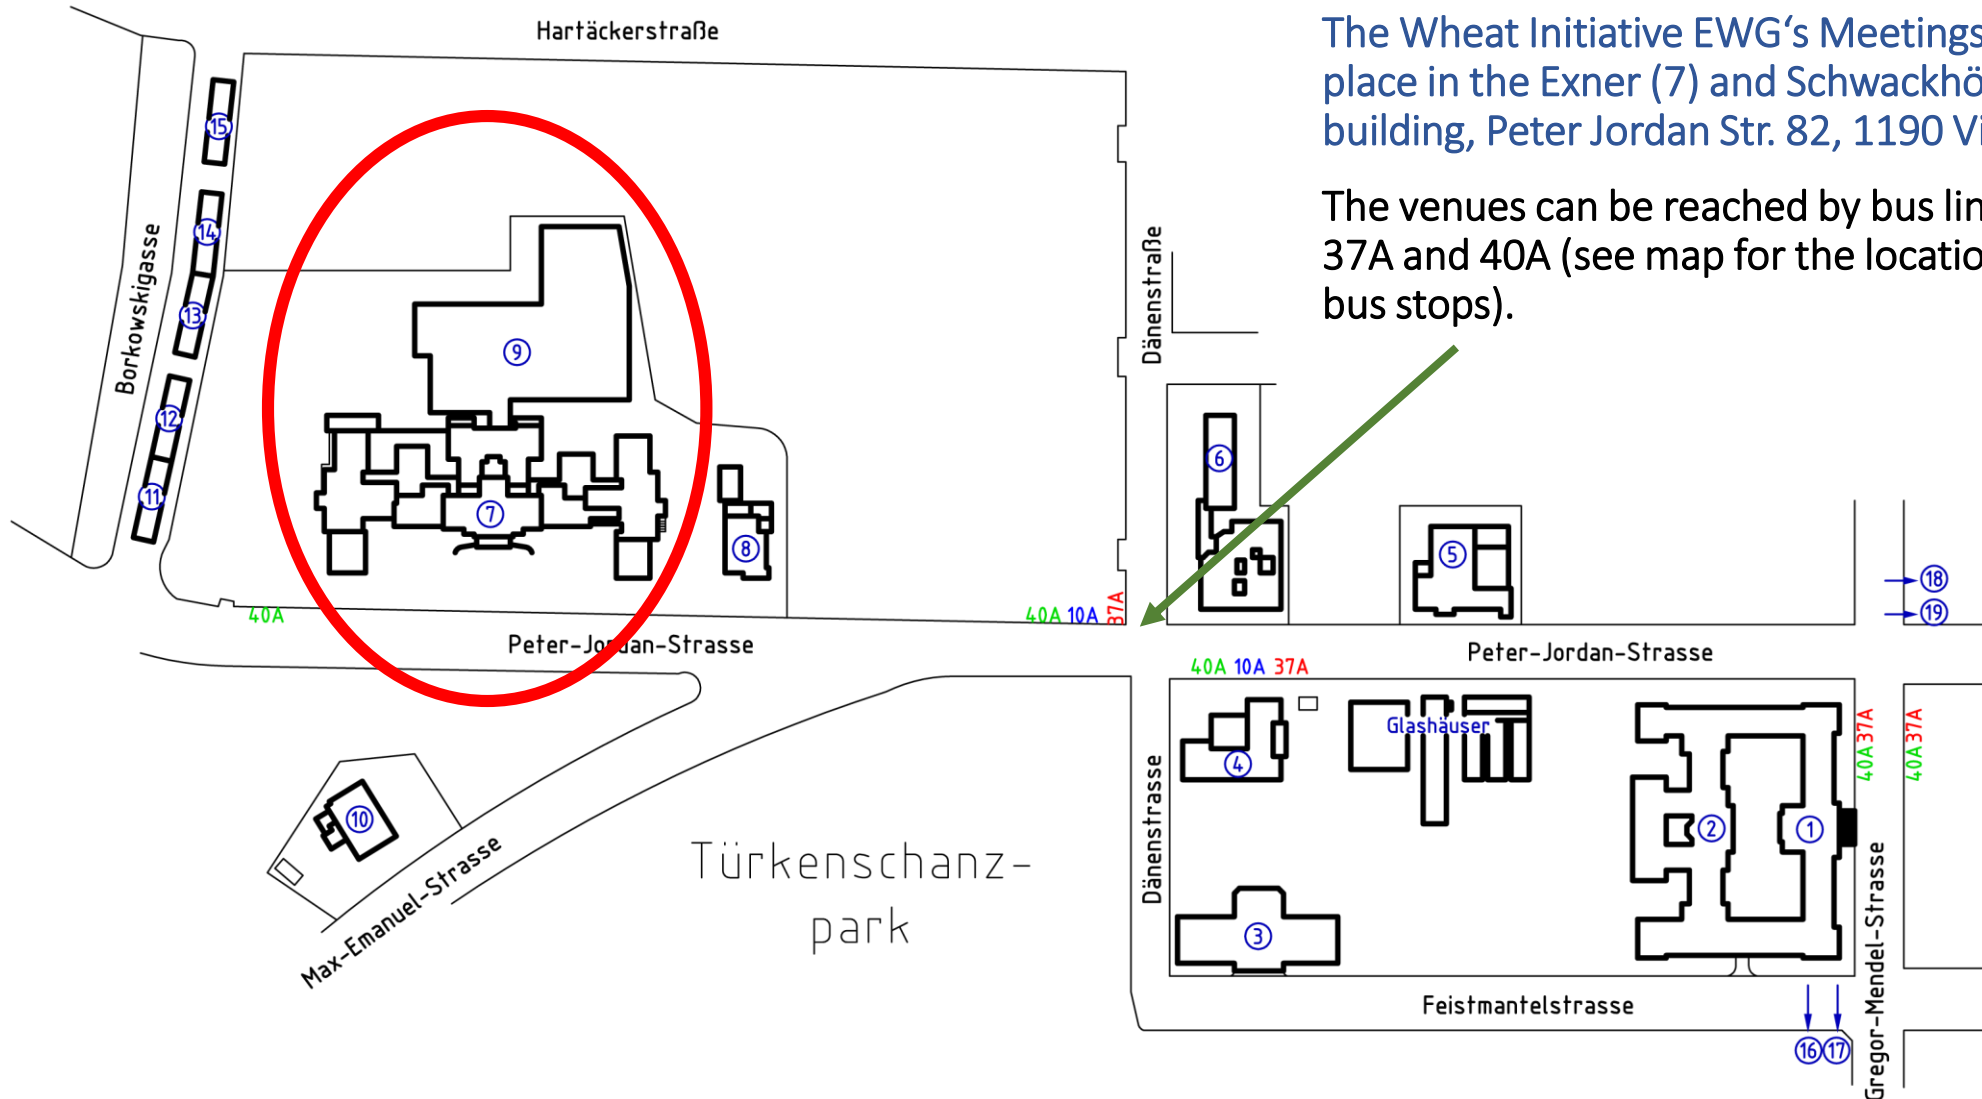 Hartäckerstraße
The Wheat Initiative EWG‘s Meetings
place in the Exner (7) and Schwackhö
building, Peter Jordan Str. 82, 1190 Vi
The venues can be reached by bus lin
37A and 40A (see map for the locatio
bus stops).
15
14
13
12
11
Borkowskigasse
9
7
8
Dänenstraße
6
5
18
19
40A
40A 10A 37A
Peter-Jordan-Strasse
Peter-Jordan-Strasse
40A 10A 37A
Glashäuser
4
2
1
3
40A 37A
40A 37A
10
Max-Emanuel-Strasse
Türkenschanz-
park
Dänenstrasse
Feistmantelstrasse
Gregor-Mendel-Strasse
16 17